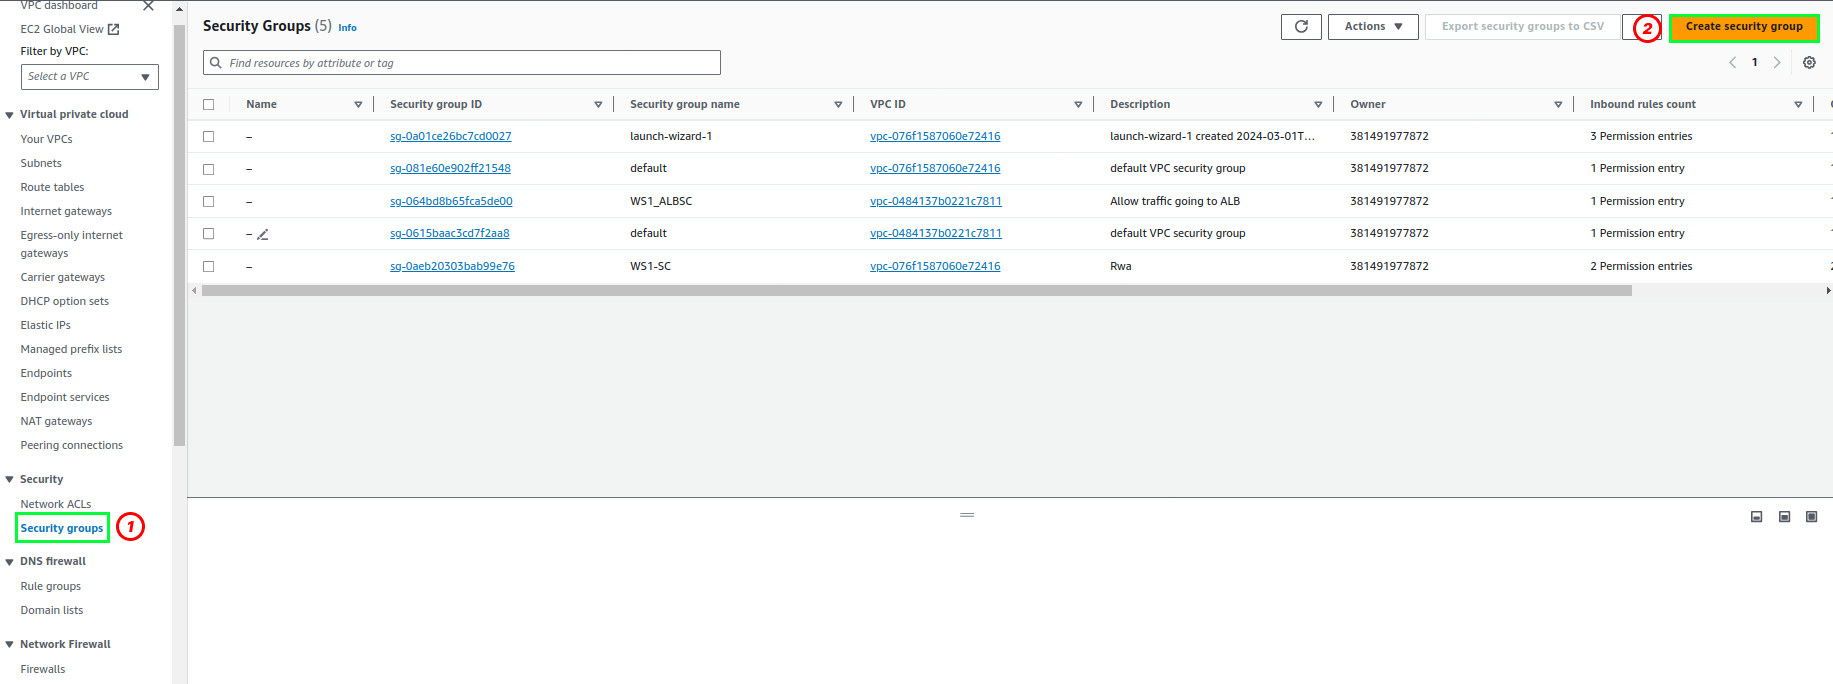 VPC dashboard
EC2 Global View
Filter by VPC:
Select a VPC
Virtual private cloud
Your VPCs
Subnets
Route tables
Internet gateways
Egress-only internet
gateways
Carrier gateways
DHCP option sets
Elastic IPs
Managed prefix lists
Endpoints
Endpoint services
NAT gateways
Peering connections
Security
Network ACLs
Security groups 1
DNS firewall
Rule groups
Domain lists
Network Firewall
Firewalls
Security Groups (5) Info
Actions Export security groups to CSV 2 Create security group
Find resources by attribute or tag
1
Name Security group ID Security group name VPC ID Description Owner Inbound rules count
– sg-0a01ce26bc7cd0027 launch-wizard-1 vpc-076f1587060e72416 launch-wizard-1 created 2024-03-01T... 381491977872 3 Permission entries
– sg-081e60e902ff21548 default vpc-076f1587060e72416 default VPC security group 381491977872 1 Permission entry
– sg-064bd8b65fca5de00 WS1_ALBSC vpc-0484137b0221c7811 Allow traffic going to ALB 381491977872 1 Permission entry
– sg-0615baac3cd7f2aa8 default vpc-0484137b0221c7811 default VPC security group 381491977872 1 Permission entry
– sg-0aeb20303bab99e76 WS1-SC vpc-076f1587060e72416 Rwa 381491977872 2 Permission entries